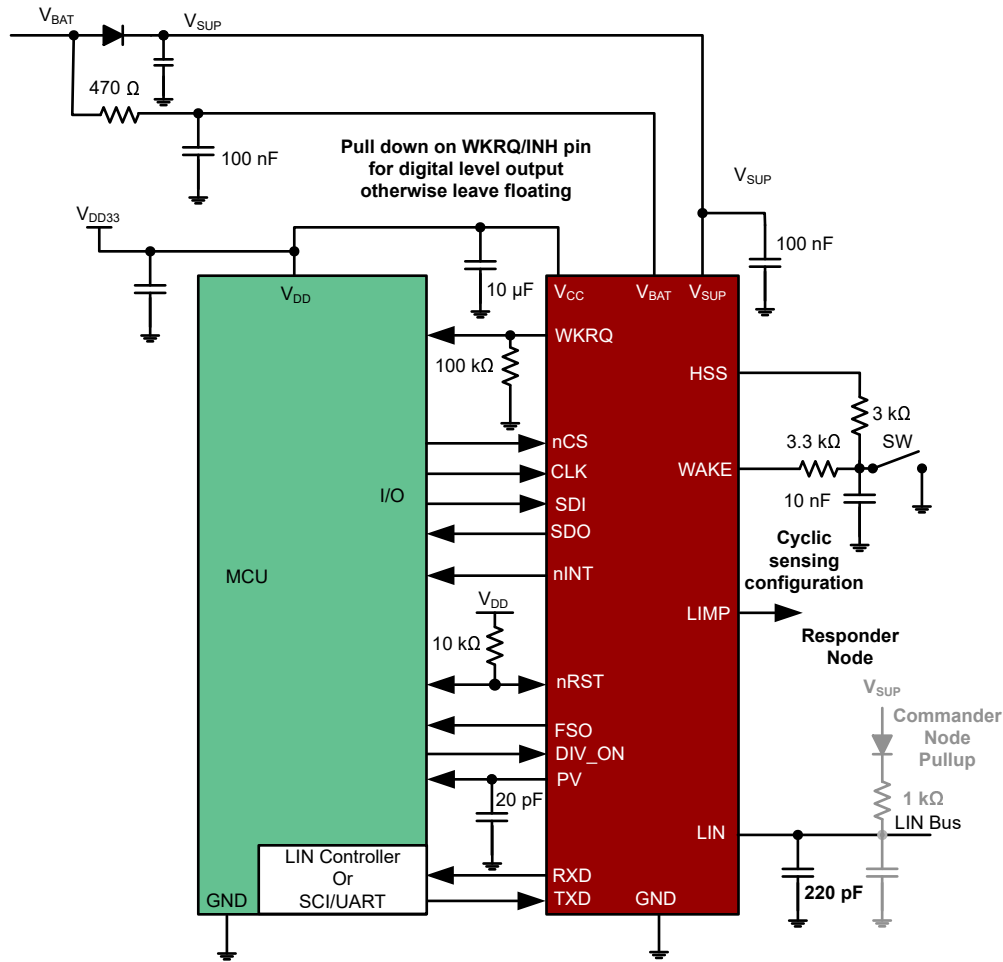 VBAT
VSUP
470 Ω
100 nF
Pull down on WKRQ/INH pin
for digital level output
otherwise leave floating
VSUP
100 nF
VDD33
10 µF
VDD
VCC
VBAT
VSUP
WKRQ
100 kΩ
HSS
3 kΩ
nCS
3.3 kΩ
SW
CLK
WAKE
I/O
SDI
10 nF
SDO
Cyclic
sensing
configuration
MCU
nINT
VDD
LIMP
10 kΩ
Responder
Node
nRST
VSUP
Commander
Node
Pullup
FSO
DIV_ON
PV
20 pF
1 kΩ
LIN
LIN Bus
LIN Controller
Or
SCI/UART
RXD
TXD
GND
GND
220 pF